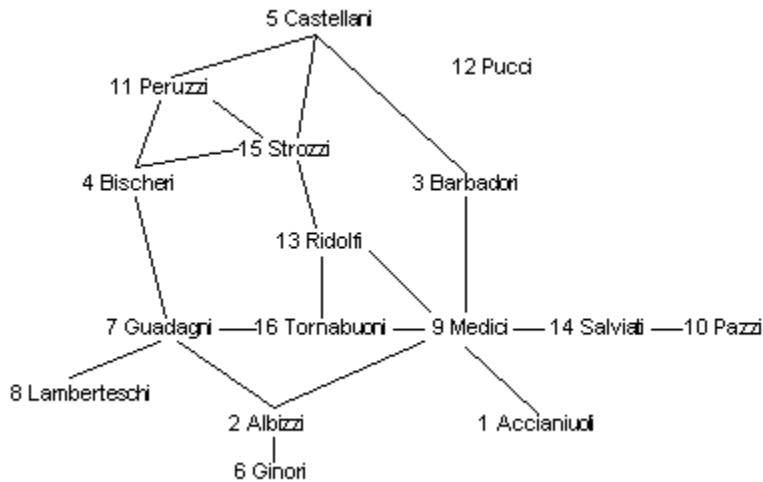 5 Castellani
12 Pucci
11 Peruzzi
15 Strozzi
4 Bischeri
3 Barbadori
13 Ridolfi
7 Guadagni
16 Tornabuoni
9 Medici
14 Salviati
10 Pazzi
8 Lamberteschi
2 Albizzi
1 Accianiuoli
6 Ginori